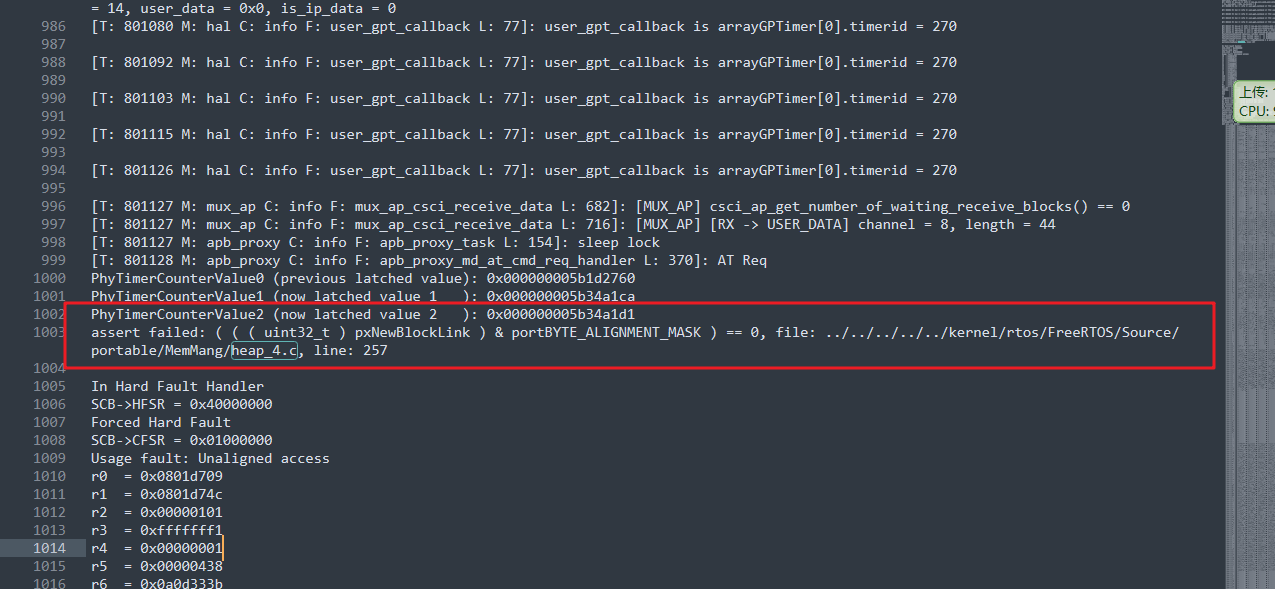 = 14, user_data = 0x0, is_ip_data = 0
986 [T: 801080 M: hal C: info F: user_gpt_callback L: 77]: user_gpt_callback is arrayGPTimer[0].timerid = 270
987
988 [T: 801092 M: hal C: info F: user_gpt_callback L: 77]: user_gpt_callback is arrayGPTimer[0].timerid = 270
989
990 [T: 801103 M: hal C: info F: user_gpt_callback L: 77]: user_gpt_callback is arrayGPTimer[0].timerid = 270
991
992 [T: 801115 M: hal C: info F: user_gpt_callback L: 77]: user_gpt_callback is arrayGPTimer[0].timerid = 270
993
994 [T: 801126 M: hal C: info F: user_gpt_callback L: 77]: user_gpt_callback is arrayGPTimer[0].timerid = 270
995
996 [T: 801127 M: mux_ap C: info F: mux_ap_csci_receive_data L: 682]: [MUX_AP] csci_ap_get_number_of_waiting_receive_blocks() == 0
997 [T: 801127 M: mux_ap C: info F: mux_ap_csci_receive_data L: 716]: [MUX_AP] [RX -> USER_DATA] channel = 8, length = 44
998 [T: 801127 M: apb_proxy C: info F: apb_proxy_task L: 154]: sleep lock
999 [T: 801128 M: apb_proxy C: info F: apb_proxy_md_at_cmd_req_handler L: 370]: AT Req
1000 PhyTimerCounterValue0 (previous latched value): 0x000000005b1d2760
1001 PhyTimerCounterValue1 (now latched value 1   ): 0x000000005b34a1ca
1002 PhyTimerCounterValue2 (now latched value 2   ): 0x000000005b34a1d1
1003 assert failed: ( ( ( uint32_t ) pxNewBlockLink ) & portBYTE_ALIGNMENT_MASK ) == 0, file: ../../../../../kernel/rtos/FreeRTOS/Source/
portable/MemMang/heap_4.c, line: 257
1004
1005 In Hard Fault Handler
1006 SCB->HFSR = 0x40000000
1007 Forced Hard Fault
1008 SCB->CFSR = 0x01000000
1009 Usage fault: Unaligned access
1010 r0  = 0x0801d709
1011 r1  = 0x0801d74c
1012 r2  = 0x00000101
1013 r3  = 0xfffffff1
1014 r4  = 0x00000001
1015 r5  = 0x00000438
1016 r6  = 0x0a0d333b
上传:
CPU: